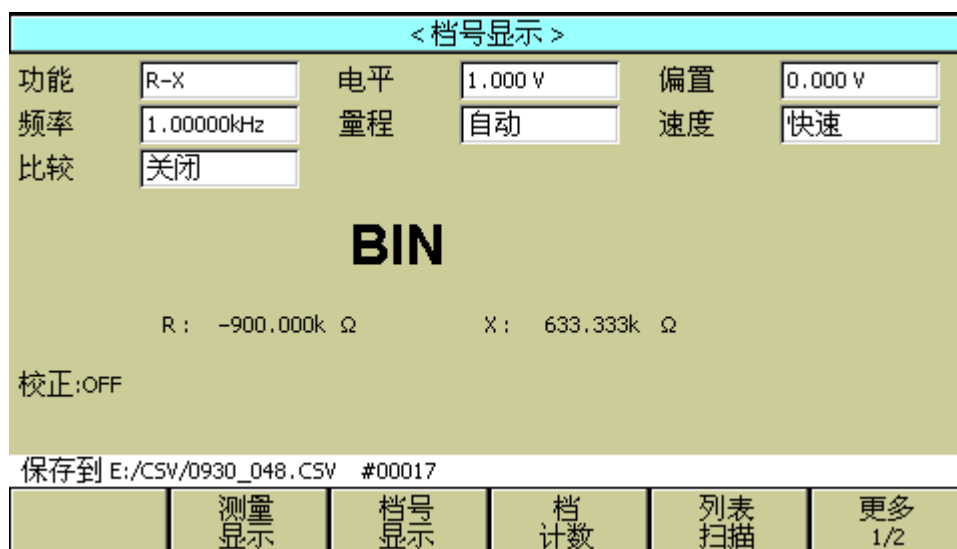 <档号显示>
功能 R-X 电平 1.000 V 偏置 0.000 V
频率 1.00000kHz 量程 自动 速度 快速
比较 关闭
BIN
R: -900.000k Ω X: 633.333k Ω
校正:OFF
保存到 E:/CSV/0930_048.CSV #00017
测量显示 档号显示 档计数 列表扫描 更多 1/2